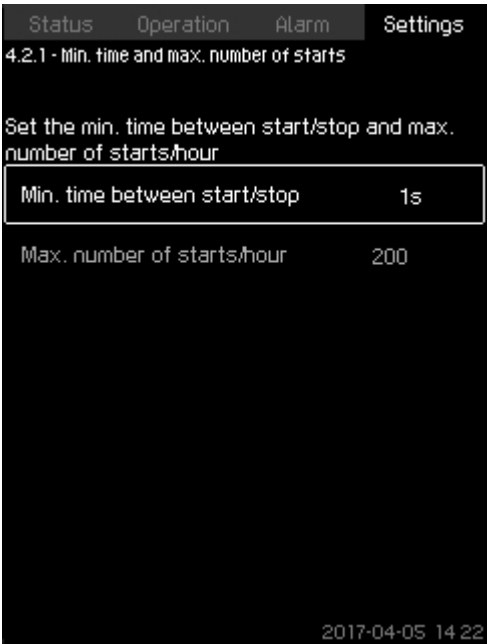 Status Operation Alarm Settings
4.2.1 - Min. time and max. number of starts
Set the min. time between start/stop and max.
number of starts/hour
Min. time between start/stop 1s
Max. number of starts/hour 200
2017-04-05 14:22